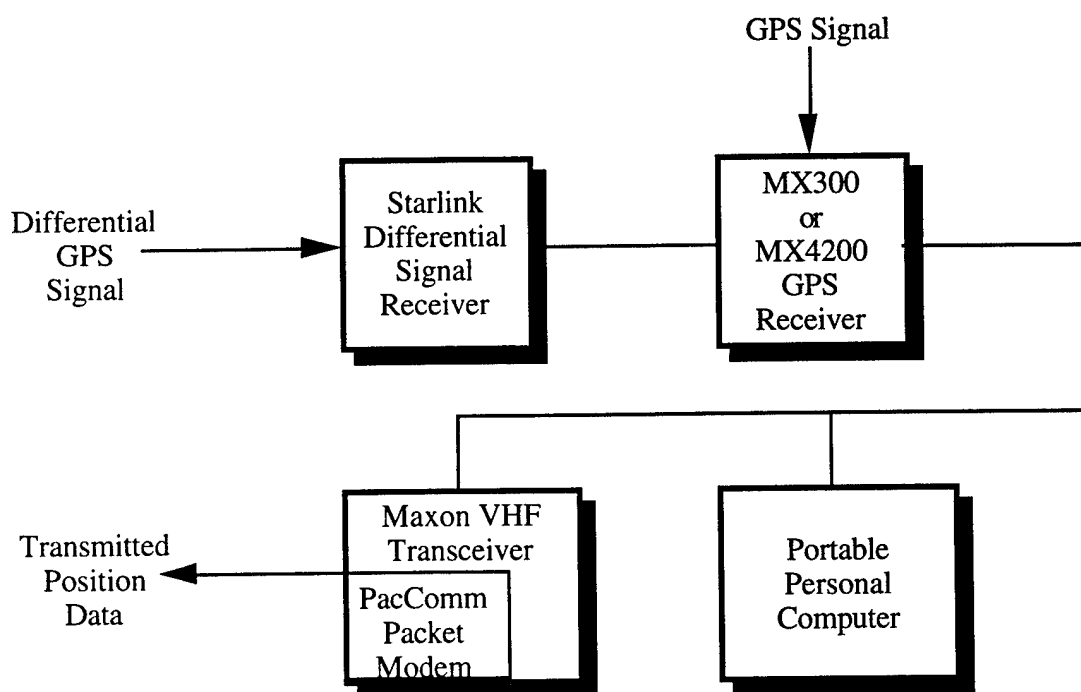 GPS Signal
Differential
GPS
Signal
Starlink
Differential
Signal
Receiver
MX300
or
MX4200
GPS
Receiver
Transmitted
Position
Data
Maxon VHF
Transceiver
PacComm
Packet
Modem
Portable
Personal
Computer